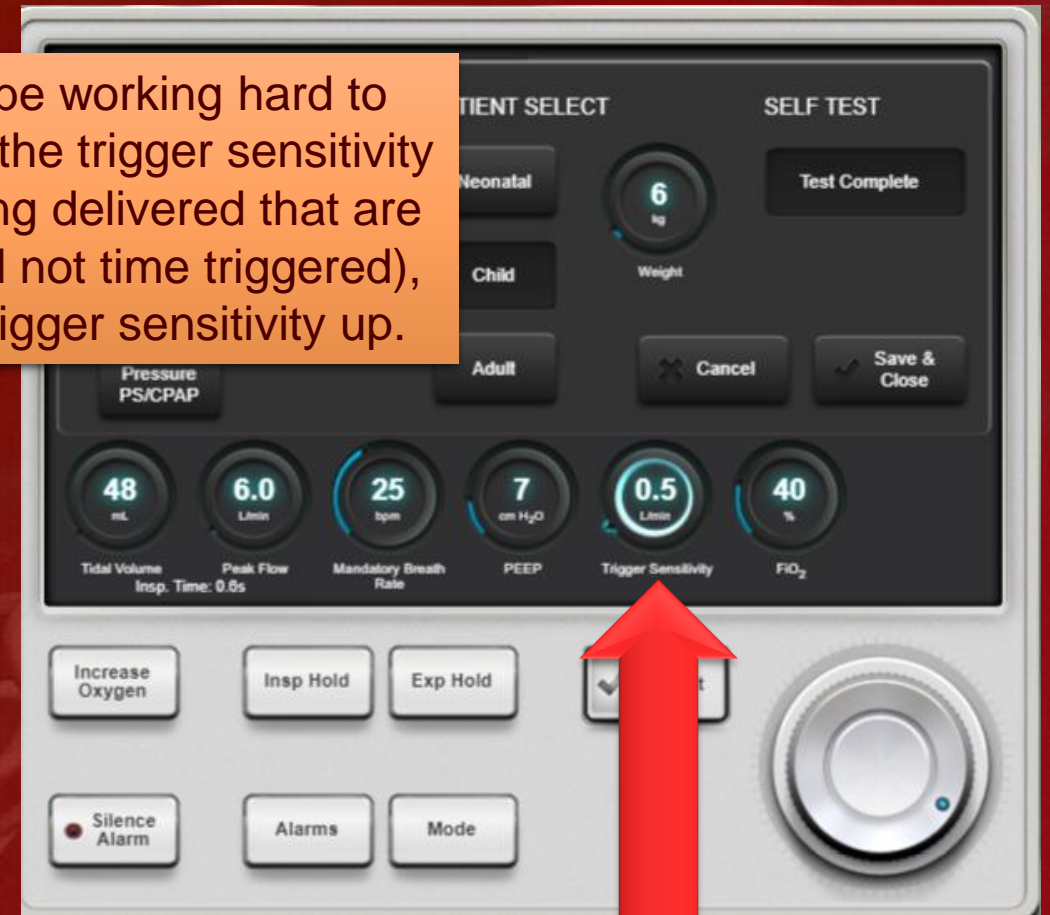 be working hard to
the trigger sensitivity
ng delivered that are
not time triggered),
rigger sensitivity up.
TIENT SELECT
SELF TEST
Neonatal
6
kg
Weight
Test Complete
Child
Pressure
PS/CPAP
Adult
Cancel
Save &
Close
48
mL
Tidal Volume
6.0
L/min
Peak Flow
Insp. Time: 0.6s
25
bpm
Mandatory Breath
Rate
7
cm H₂O
PEEP
0.5
L/min
Trigger Sensitivity
40
%
FiO₂
Increase
Oxygen
Insp Hold
Exp Hold
Silence
Alarm
Alarms
Mode